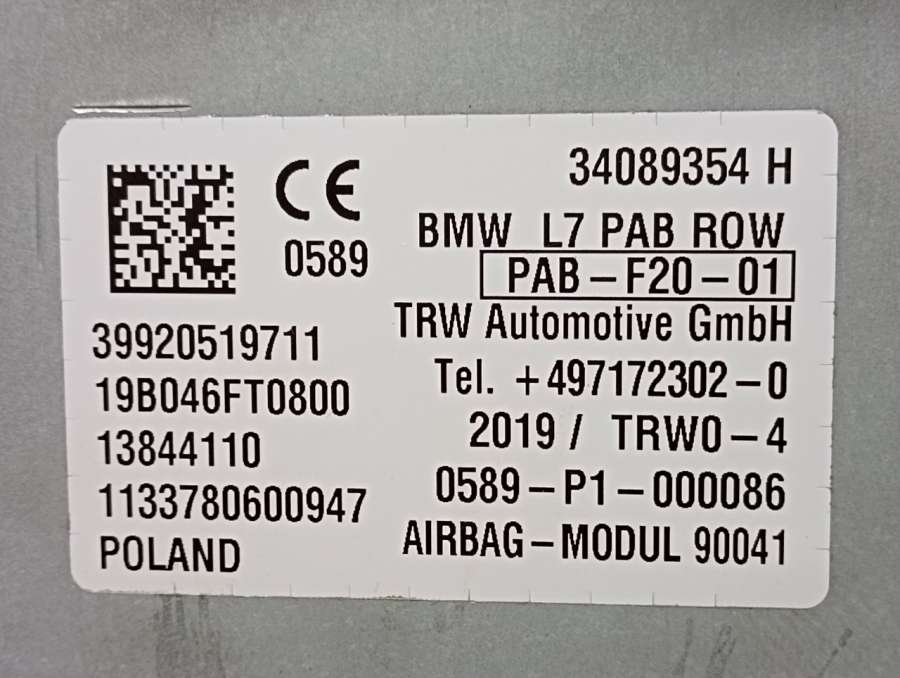 CE
0589
39920519711
19B046FT0800
13844110
1133780600947
POLAND
34089354 H
BMW L7 PAB ROW
PAB-F20-01
TRW Automotive GmbH
Tel. +497172302-0
2019 / TRW0-4
0589-P1-000086
AIRBAG-MODUL 90041